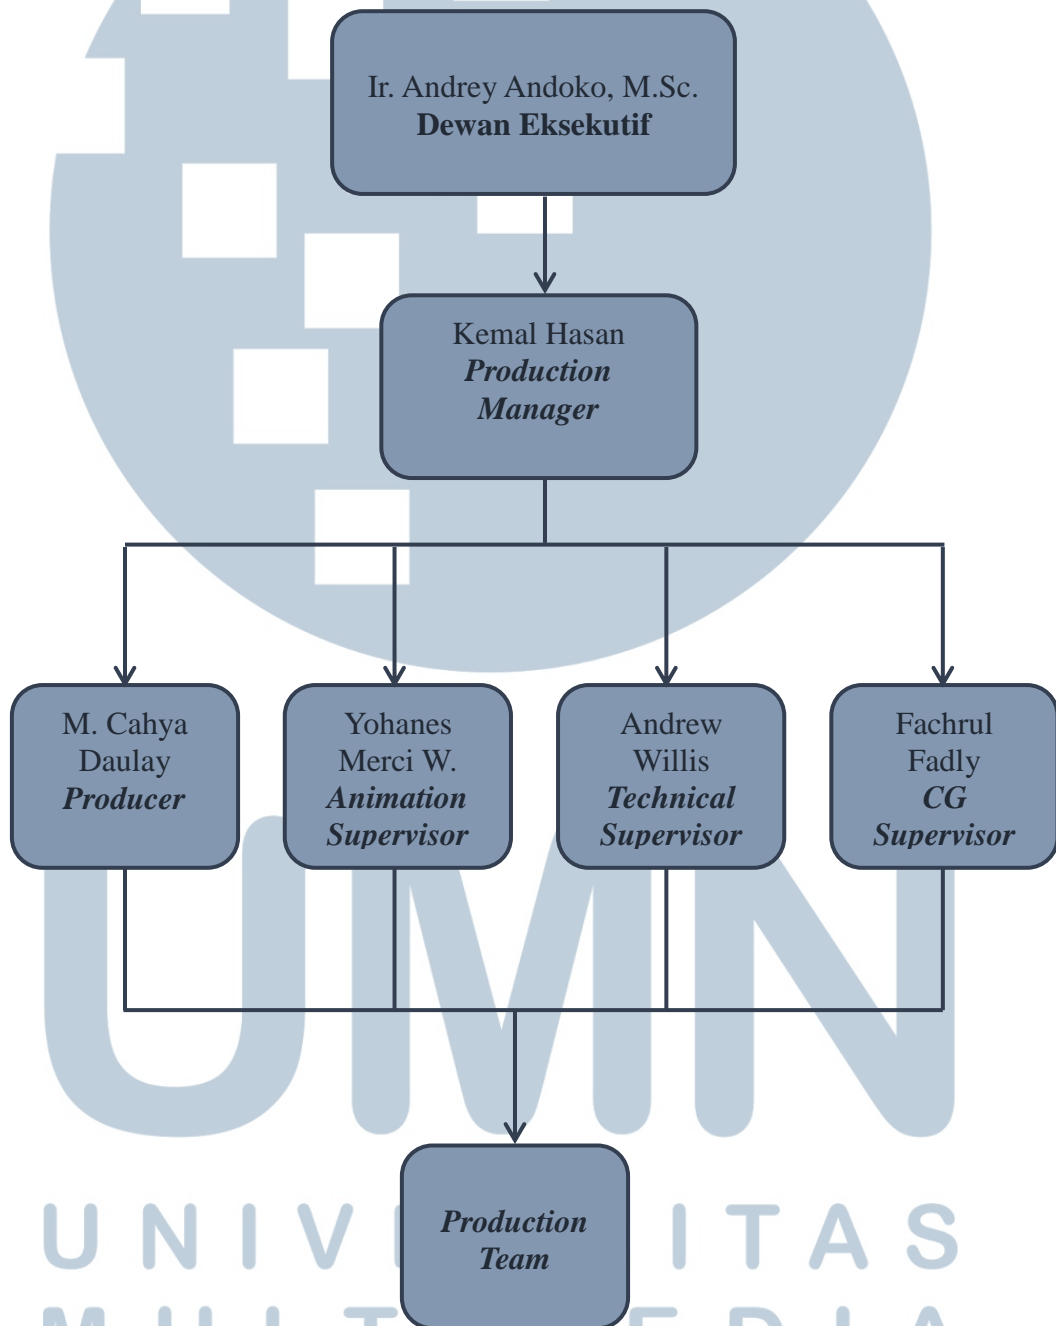 Ir. Andrey Andoko, M.Sc.
Dewan Eksekutif
Kemal Hasan
Production
Manager
M. Cahya
Daulay
Producer
Yohanes
Merci W.
Animation
Supervisor
Andrew
Willis
Technical
Supervisor
Fachrul
Fadly
CG
Supervisor
UMN
Production
Team